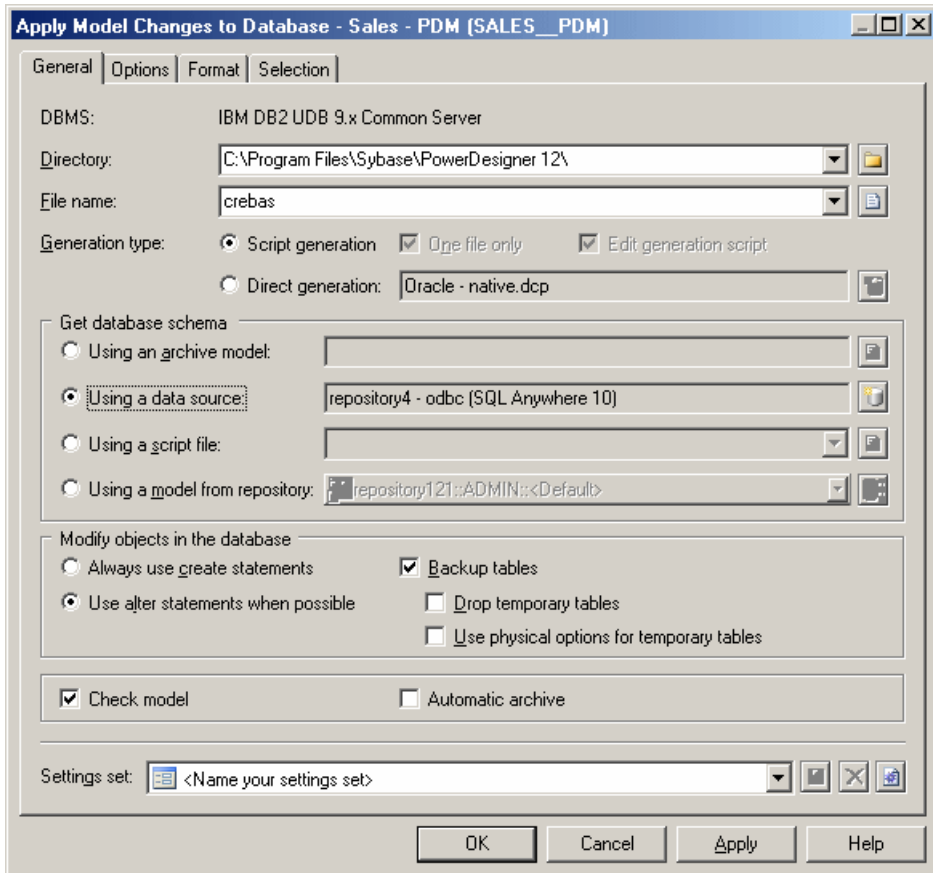 Apply Model Changes to Database - Sales - PDM (SALES__PDM)
General Options Format Selection
DBMS: IBM DB2 UDB 9.x Common Server
Directory: C:\Program Files\Sybase\PowerDesigner 12\
File name: crebas
Generation type: Script generation One file only Edit generation script
Direct generation: Oracle - native.dcp
Get database schema
Using an archive model:
Using a data source: repository4 - odbc (SQL Anywhere 10)
Using a script file:
Using a model from repository: repository121::ADMIN::<Default>
Modify objects in the database
Always use create statements Backup tables
Use alter statements when possible Drop temporary tables
Use physical options for temporary tables
Check model Automatic archive
Settings set: <Name your settings set>
OK Cancel Apply Help